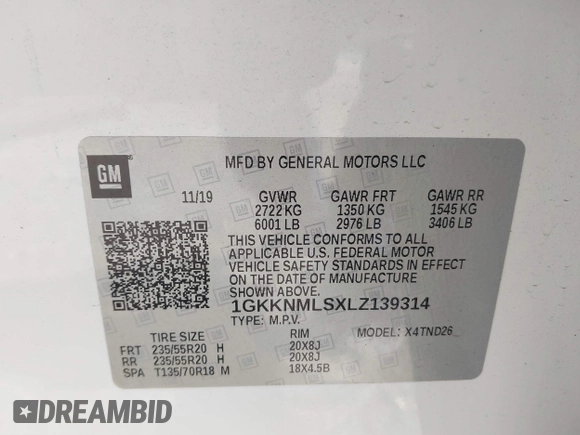 GM
MFD BY GENERAL MOTORS LLC
11/19 GVWR GAWR FRT GAWR RR
2722 KG 1350 KG 1545 KG
6001 LB 2976 LB 3406 LB
THIS VEHICLE CONFORMS TO ALL
APPLICABLE U.S. FEDERAL MOTOR
VEHICLE SAFETY STANDARDS IN EFFECT
ON THE DATE OF MANUFACTURE
SHOWN ABOVE.
1GKKNMLSXLZ139314
TYPE: M.P.V.
TIRE SIZE RIM MODEL: X4TND26_
FRT 235/55R20 H 20X8J
RR 235/55R20 H 20X8J
SPA T135/70R18 M 18X4.5B
DREAMBID